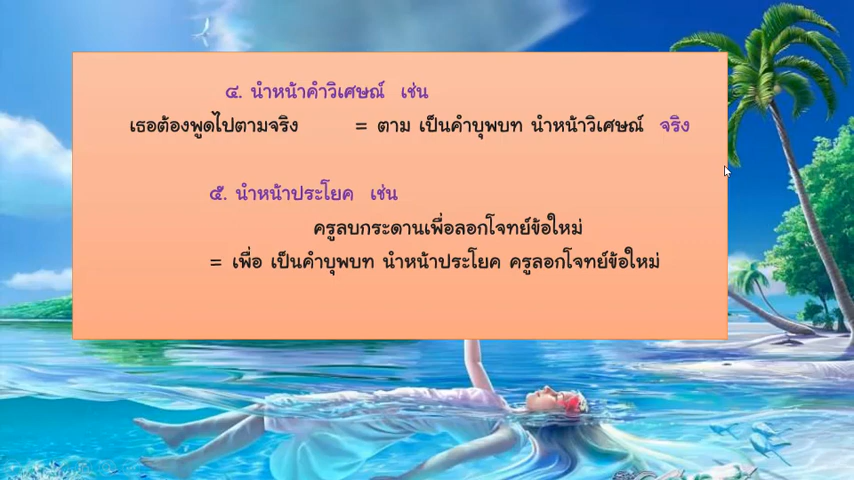 ๔. นำหน้าคำวิเศษณ์ เช่น
เธอต้องพูดไปตามจริง = ตาม เป็นคำบุพบท นำหน้าวิเศษณ์ จริง
๕. นำหน้าประโยค เช่น
ครูลบกระดานเพื่อลอกโจทย์ข้อใหม่
= เพื่อ เป็นคำบุพบท นำหน้าประโยค ครูลอกโจทย์ข้อใหม่